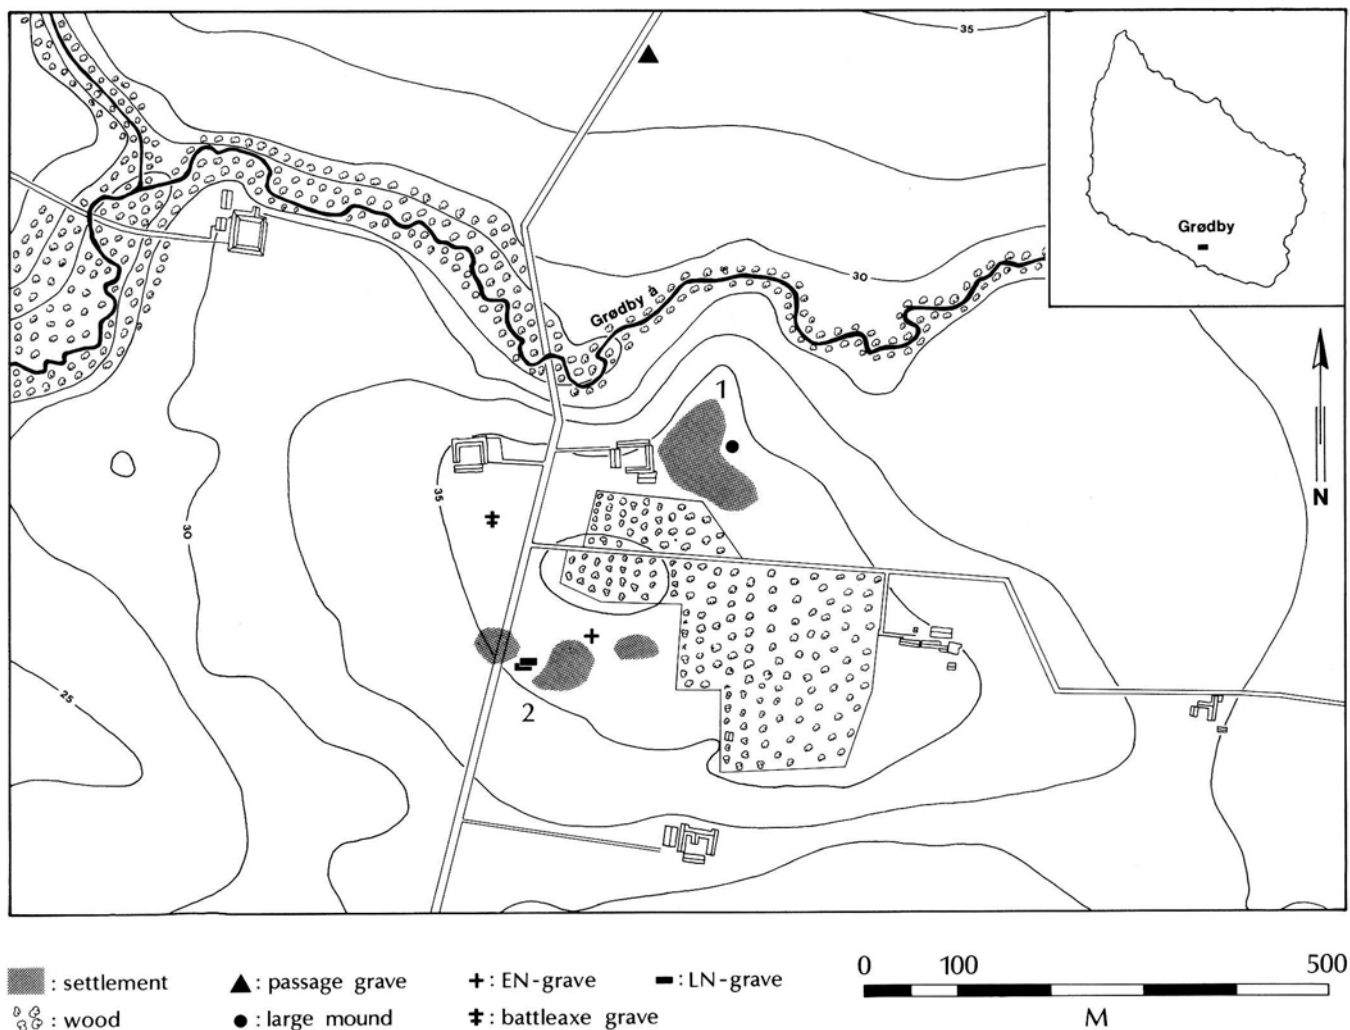 35
Grødby
Grødby å
30
N
1
35
30
2
25
: settlement
: passage grave
: EN-grave
: LN-grave
: wood
: large mound
: battleaxe grave
0 100 500
M